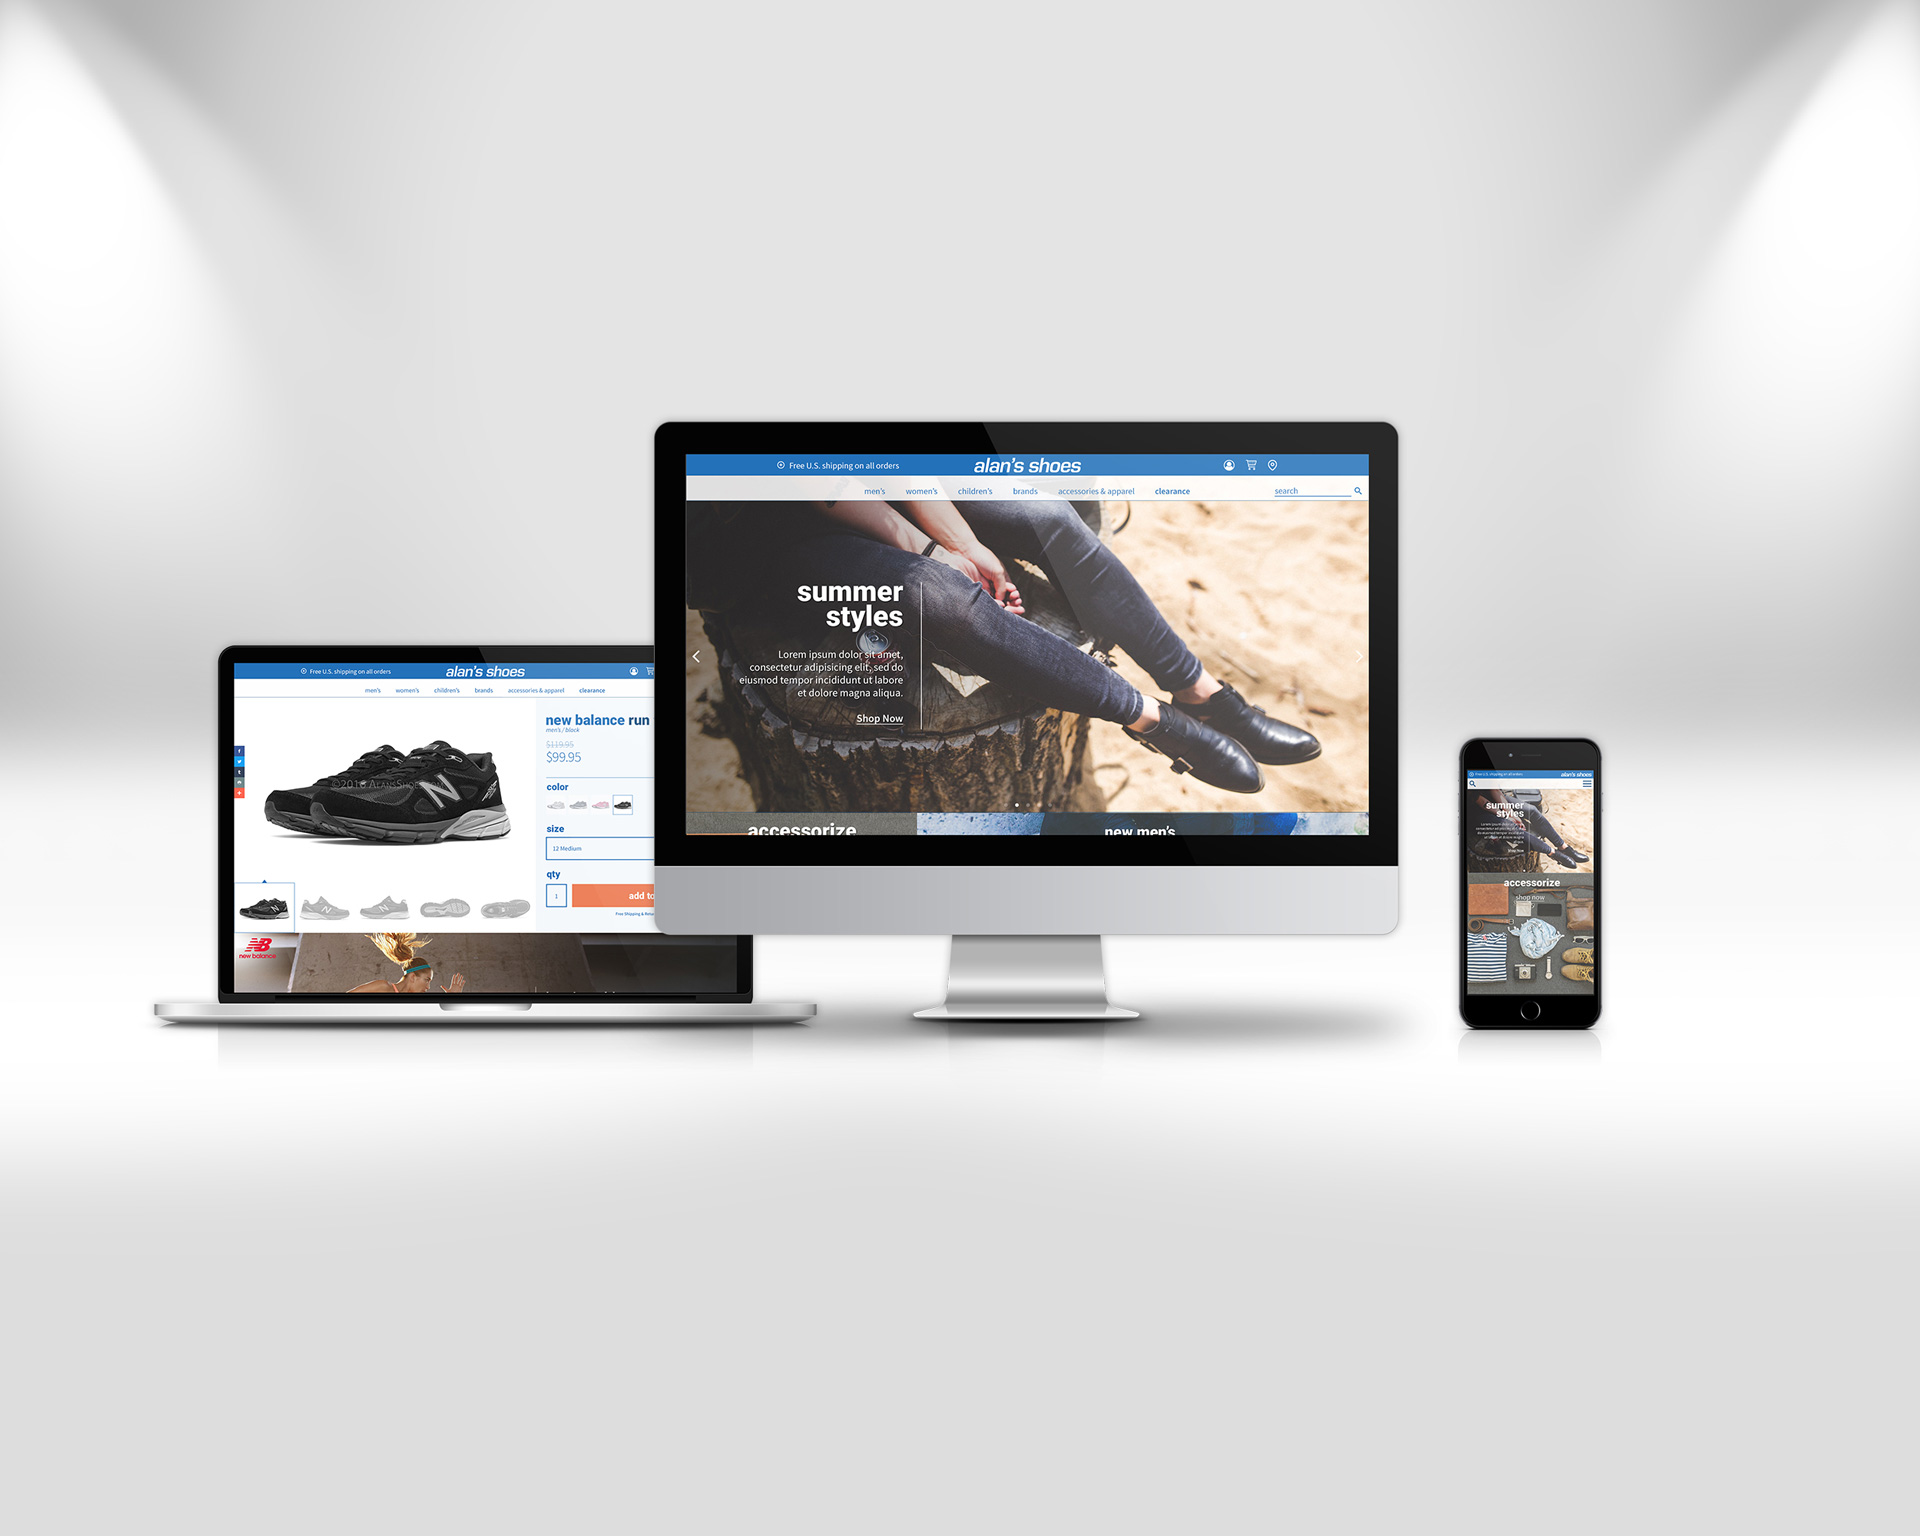 Free U.S. shipping on all orders
alan's shoes
men's women's children's brands accessories & apparel clearance
new balance run
men's / black
$119.95
$99.95
color
size
12 Medium
qty
1
add to
Free Shipping &
©2016 ALAN'S SHOE
N
new balance
Free U.S. shipping on all orders
alan's shoes
men's women's children's brands accessories & apparel clearance
search
summer
styles
Lorem ipsum dolor sit amet,
consectetur adipisicing elit, sed do
eiusmod tempor incididunt ut labore
et dolore magna aliqua.
Shop Now
accessorize
new men's
Free U.S. shipping on all orders
alan's shoes
summer
styles
Shop Now
accessorize
shop now